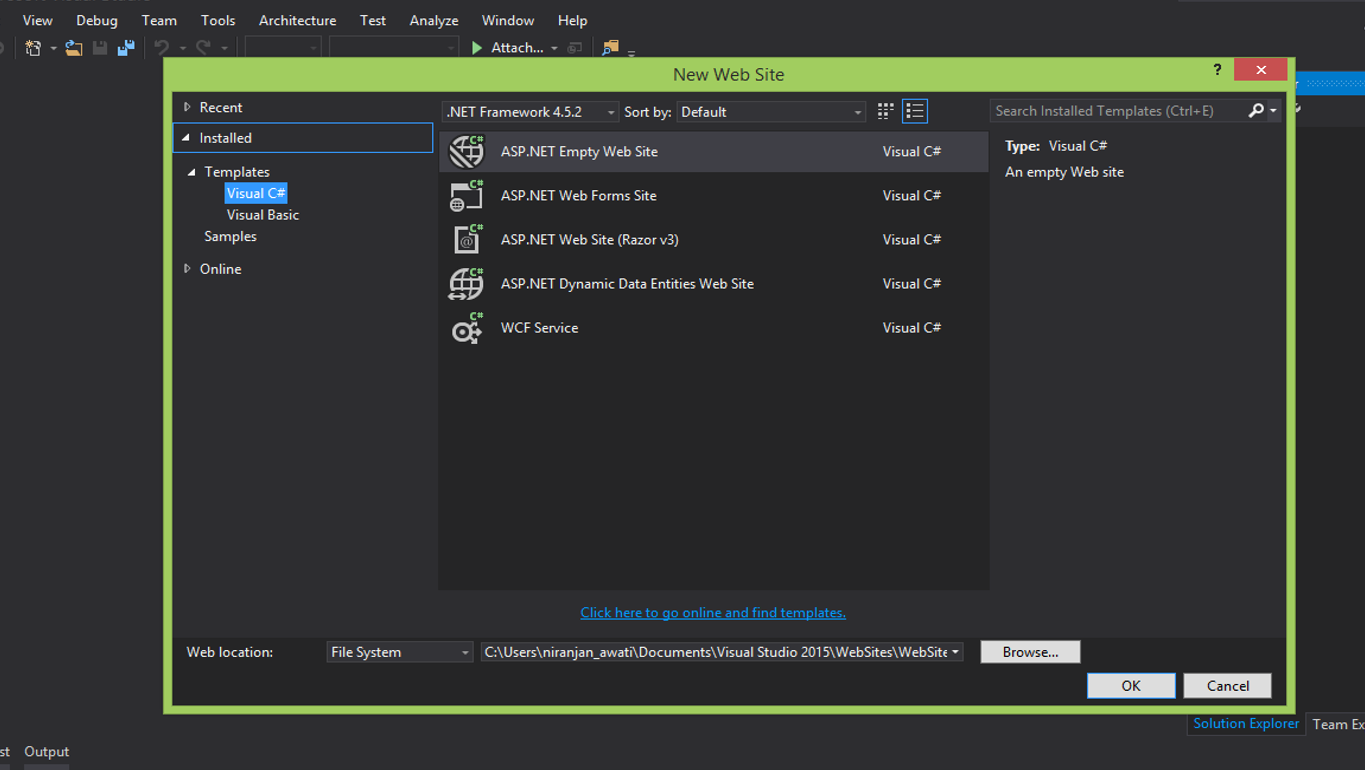 View Debug Team Tools Architecture Test Analyze Window Help
Attach...
New Web Site
?
Recent
.NET Framework 4.5.2 Sort by: Default
Search Installed Templates (Ctrl+E)
Installed
Templates
Visual C#
Visual Basic
Samples
Online
C# ASP.NET Empty Web Site Visual C#
C# ASP.NET Web Forms Site Visual C#
C# @ ASP.NET Web Site (Razor v3) Visual C#
C# ASP.NET Dynamic Data Entities Web Site Visual C#
C# WCF Service Visual C#
Type: Visual C#
An empty Web site
Click here to go online and find templates.
Web location: File System C:\Users\niranjan_awati\Documents\Visual Studio 2015\WebSites\WebSite Browse...
OK Cancel
Solution Explorer Team Ex
st Output